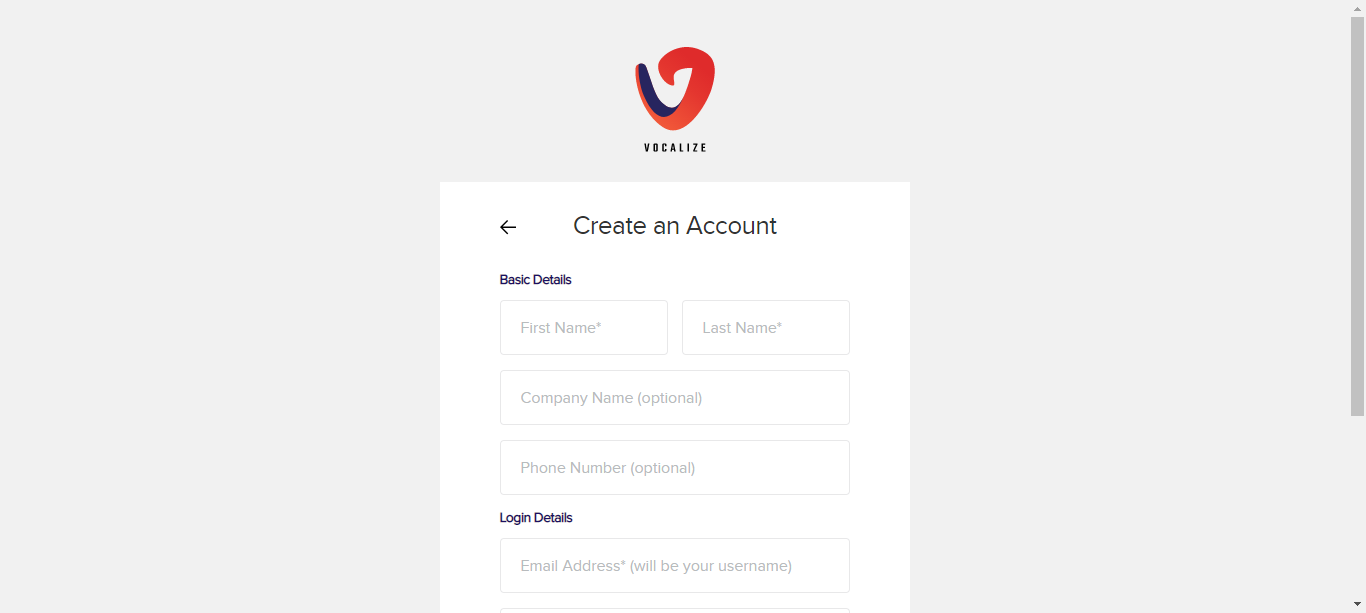 VOCALIZE
Create an Account
Basic Details
First Name*
Last Name*
Company Name (optional)
Phone Number (optional)
Login Details
Email Address* (will be your username)